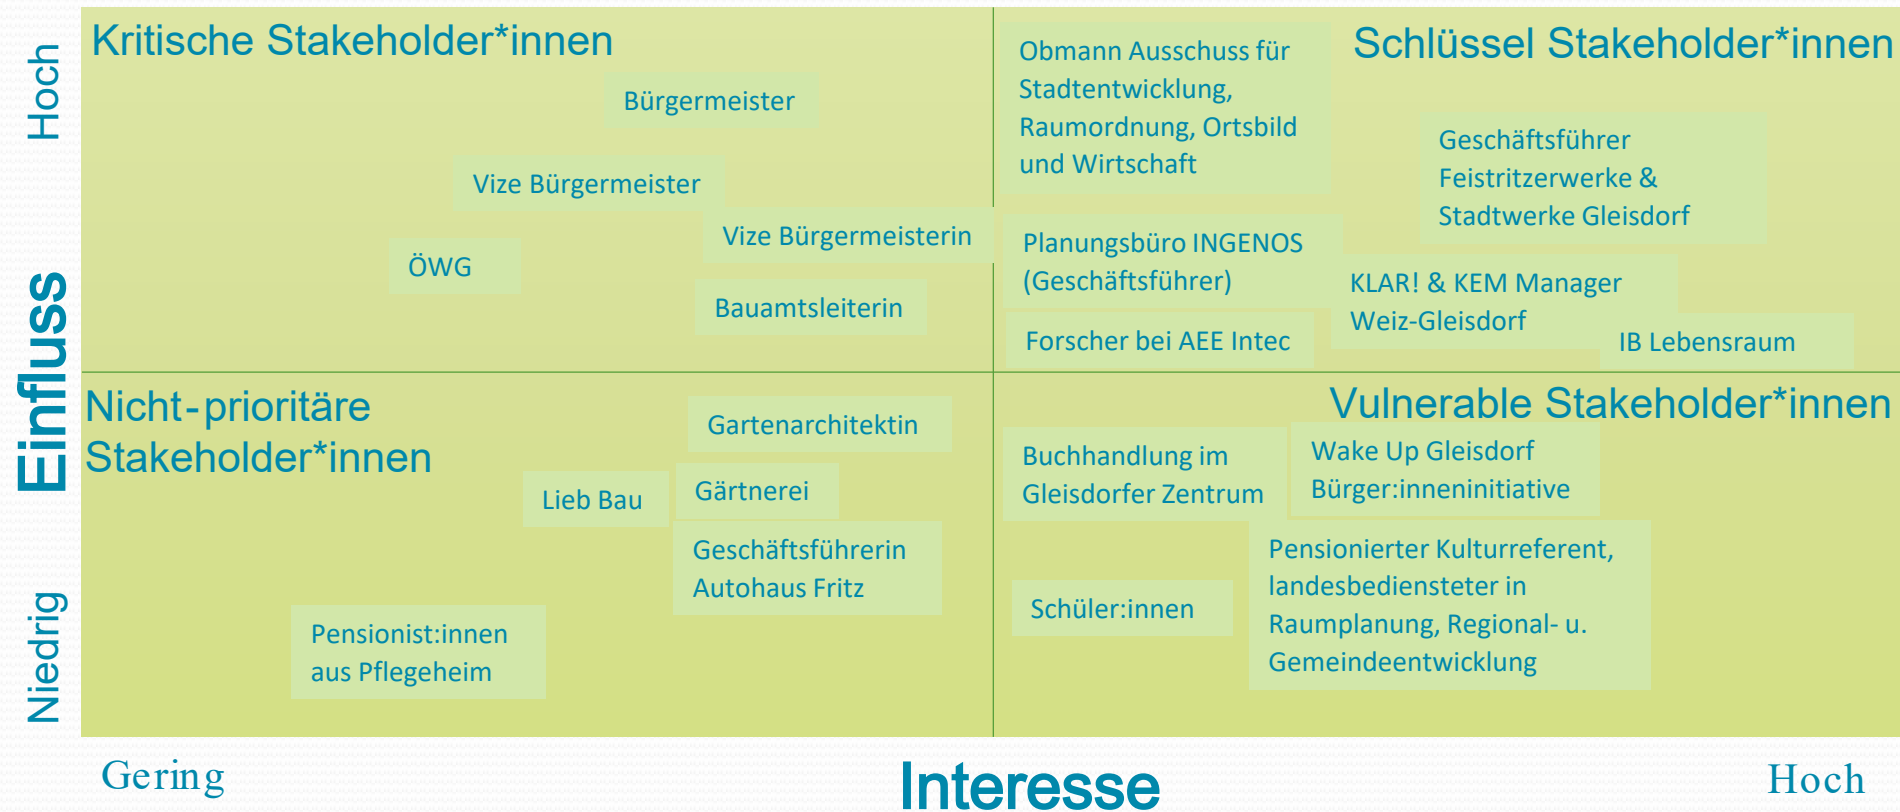 Hoch
Einfluss
Niedrig
Kritische Stakeholder*innen
Bürgermeister
Vize Bürgermeister
Vize Bürgermeisterin
ÖWG
Bauamtsleiterin
Schlüssel Stakeholder*innen
Obmann Ausschuss für
Stadtentwicklung,
Raumordnung, Ortsbild
und Wirtschaft
Geschäftsführer
Feistritzerwerke &
Stadtwerke Gleisdorf
Planungsbüro INGENOS
(Geschäftsführer)
KLAR! & KEM Manager
Weiz-Gleisdorf
Forscher bei AEE Intec
IB Lebensraum
Nicht-prioritäre
Stakeholder*innen
Gartenarchitektin
Lieb Bau
Gärtnerei
Geschäftsführerin
Autohaus Fritz
Pensionist:innen
aus Pflegeheim
Vulnerable Stakeholder*innen
Buchhandlung im
Gleisdorfer Zentrum
Wake Up Gleisdorf
Bürger:inneninitiative
Schüler:innen
Pensionierter Kulturreferent,
landesbediensteter in
Raumplanung, Regional- u.
Gemeindeentwicklung
Gering
Interesse
Hoch